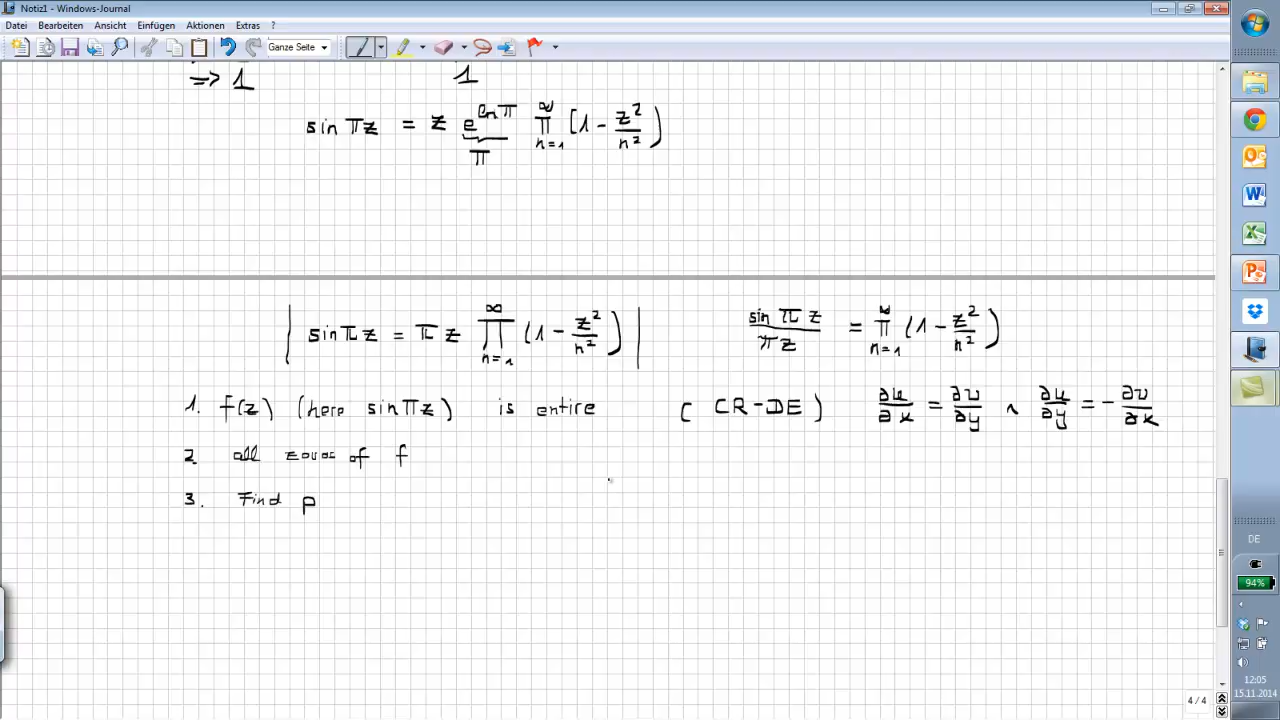 Notiz1 - Windows-Journal
Datei Bearbeiten Ansicht Einfügen Aktionen Extras ?
Ganze Seite
=> 1 1
sin πz = z e^{ln π} ∏_{n=1}^{∞} [1 - z²/n²)
π
| sin πz = πz ∏_{n=1}^{∞} (1 - z²/n²) | sin πz / πz = ∏_{n=1}^{∞} (1 - z²/n²)
1. f(z) (here sin πz) is entire ( CR-DE ) ∂u/∂x = ∂v/∂y ∧ ∂u/∂y = - ∂v/∂x
2. all zeros of f
3. Find p
DE
94%
12:05
15.11.2014
4 / 4